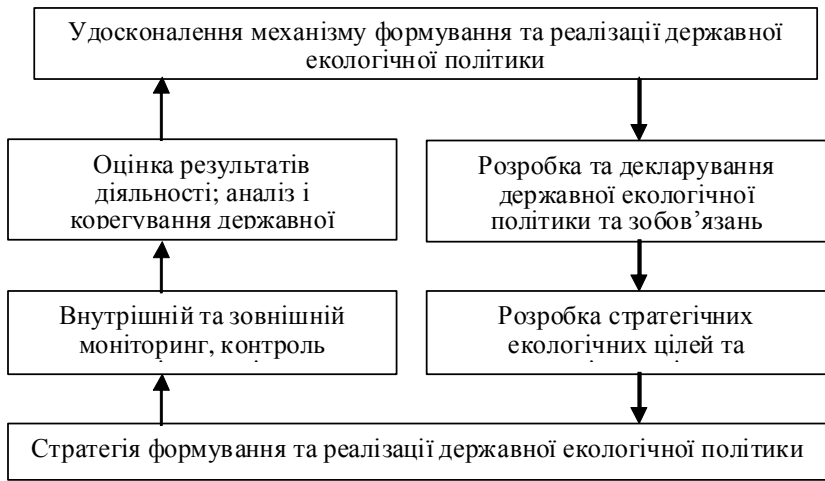 Удосконалення механізму формування та реалізації державної
екологічної політики
Оцінка результатів
діяльності; аналіз і
корегування державної
Розробка та декларування
державної екологічної
політики та зобов’язань
Внутрішній та зовнішній
моніторинг, контроль
Розробка стратегічних
екологічних цілей та
Стратегія формування та реалізації державної екологічної політики